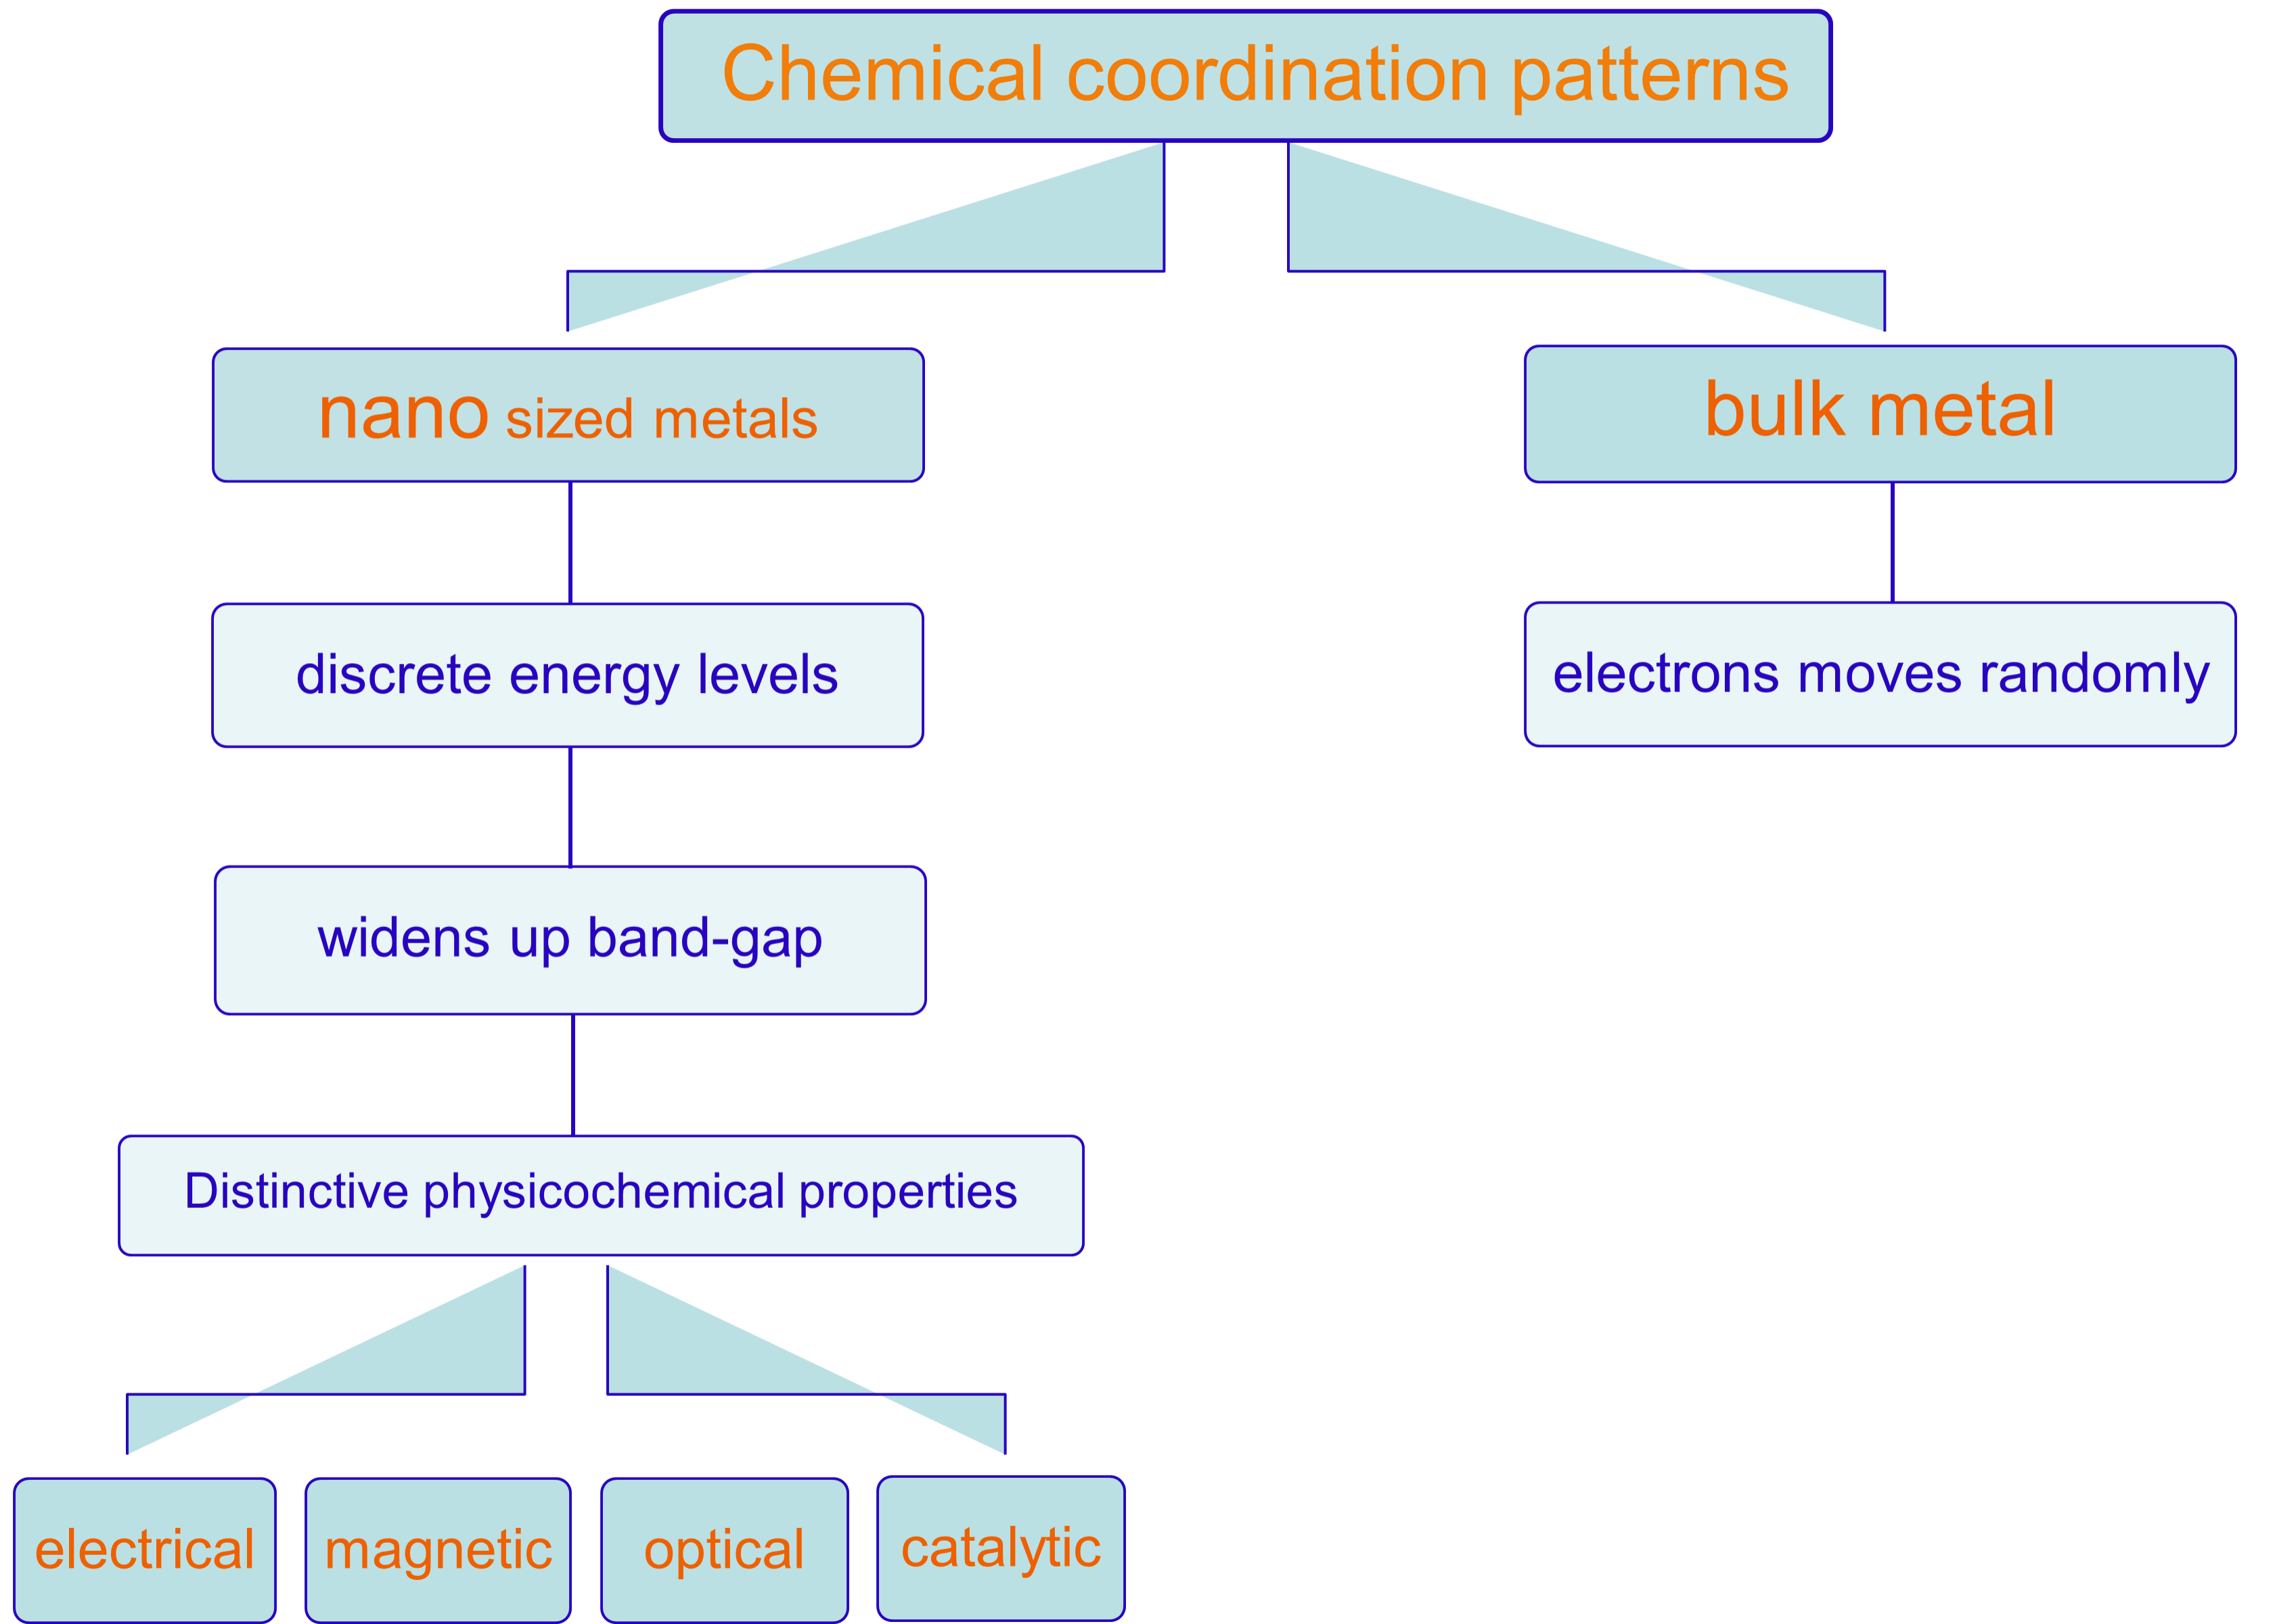 Chemical coordination patterns
nano sized metals
bulk metal
discrete energy levels
electrons moves randomly
widens up band-gap
Distinctive physicochemical properties
electrical
magnetic
optical
catalytic